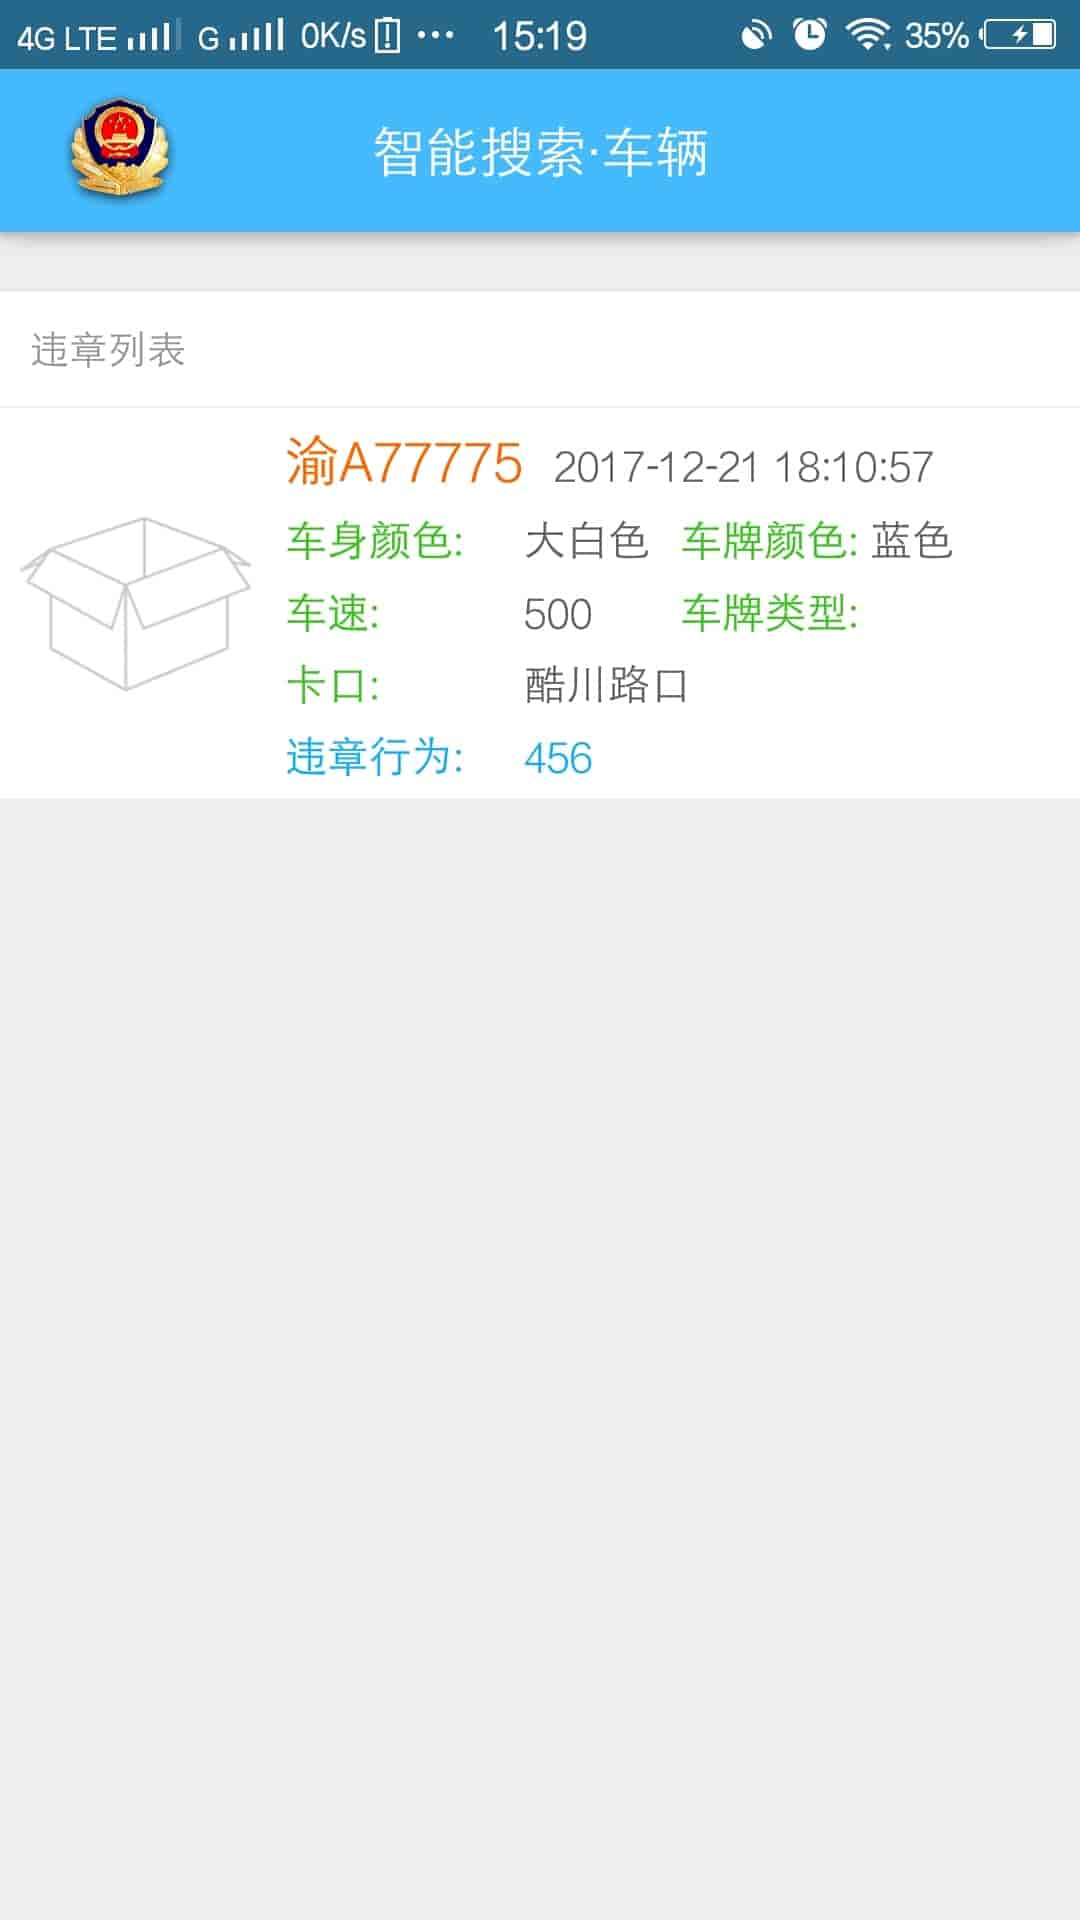 4G LTE G 0K/s 15:19 35%
智能搜索·车辆
违章列表
渝A77775 2017-12-21 18:10:57
车身颜色: 大白色 车牌颜色: 蓝色
车速: 500 车牌类型:
卡口: 酷川路口
违章行为: 456